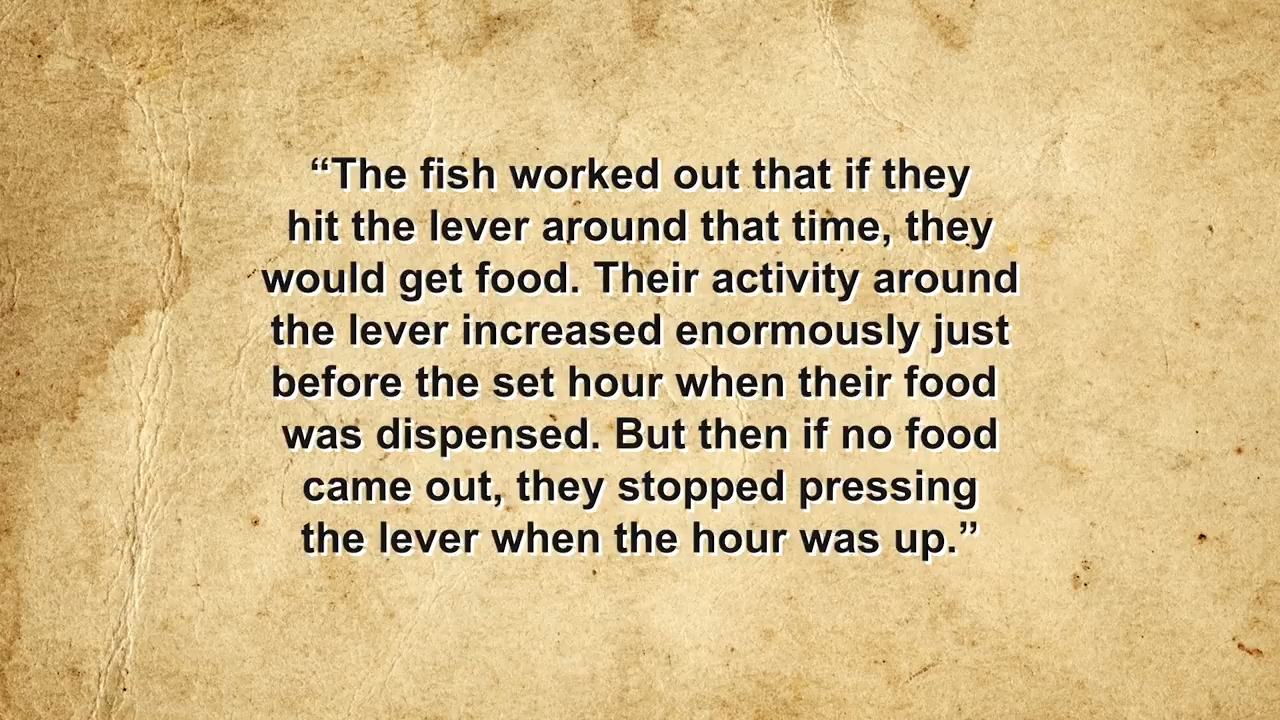 “The fish worked out that if they
hit the lever around that time, they
would get food. Their activity around
the lever increased enormously just
before the set hour when their food
was dispensed. But then if no food
came out, they stopped pressing
the lever when the hour was up.”